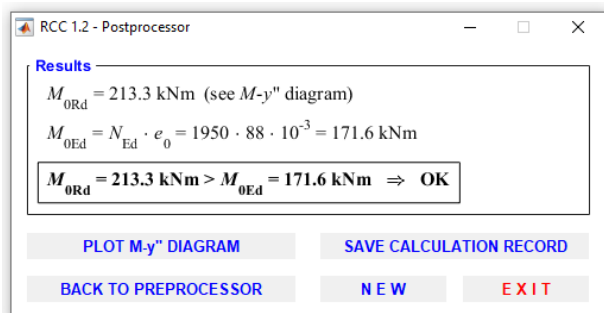 RCC 1.2 - Postprocessor
Results
M0Rd = 213.3 kNm (see M-y" diagram)
M0Ed = NEd · e0 = 1950 · 88 · 10-3 = 171.6 kNm
M0Rd = 213.3 kNm > M0Ed = 171.6 kNm ⇒ OK
PLOT M-y" DIAGRAM
SAVE CALCULATION RECORD
BACK TO PREPROCESSOR
N E W
E X I T